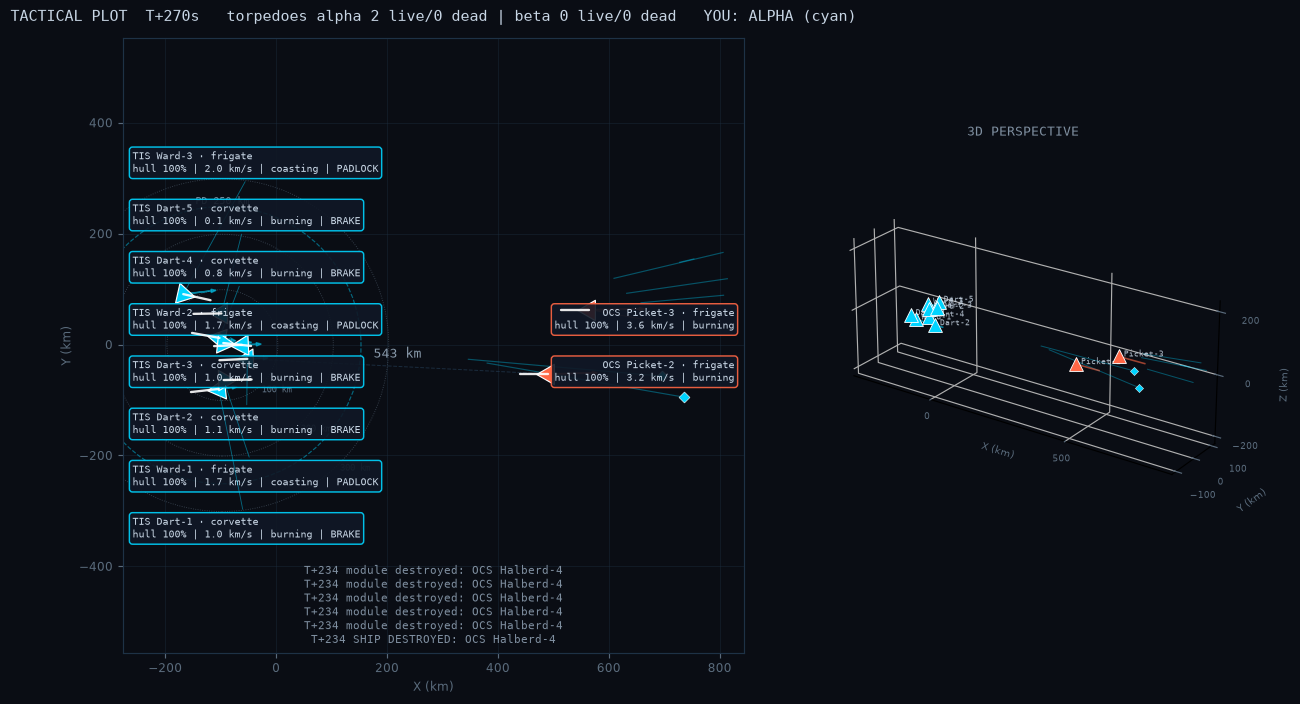 TACTICAL PLOT  T+270s   torpedoes alpha 2 live/0 dead | beta 0 live/0 dead   YOU: ALPHA (cyan)
3D PERSPECTIVE
TIS Ward-3 · frigate
hull 100% | 2.0 km/s | coasting | PADLOCK
TIS Dart-5 · corvette
hull 100% | 0.1 km/s | burning | BRAKE
TIS Dart-4 · corvette
hull 100% | 0.8 km/s | burning | BRAKE
TIS Ward-2 · frigate
hull 100% | 1.7 km/s | coasting | PADLOCK
TIS Dart-3 · corvette
hull 100% | 1.0 km/s | burning | BRAKE
TIS Dart-2 · corvette
hull 100% | 1.1 km/s | burning | BRAKE
TIS Ward-1 · frigate
hull 100% | 1.7 km/s | coasting | PADLOCK
TIS Dart-1 · corvette
hull 100% | 1.0 km/s | burning | BRAKE
543 km
OCS Picket-3 · frigate
hull 100% | 3.6 km/s | burning
OCS Picket-2 · frigate
hull 100% | 3.2 km/s | burning
T+234 module destroyed: OCS Halberd-4
T+234 module destroyed: OCS Halberd-4
T+234 module destroyed: OCS Halberd-4
T+234 module destroyed: OCS Halberd-4
T+234 module destroyed: OCS Halberd-4
T+234 SHIP DESTROYED: OCS Halberd-4
400
200
0
−200
−400
Y (km)
−200
0
200
400
600
800
X (km)
Dart-5
Dart-2
Picket-3
0
500
X (km)
−100
0
100
Y (km)
200
0
−200
Z (km)